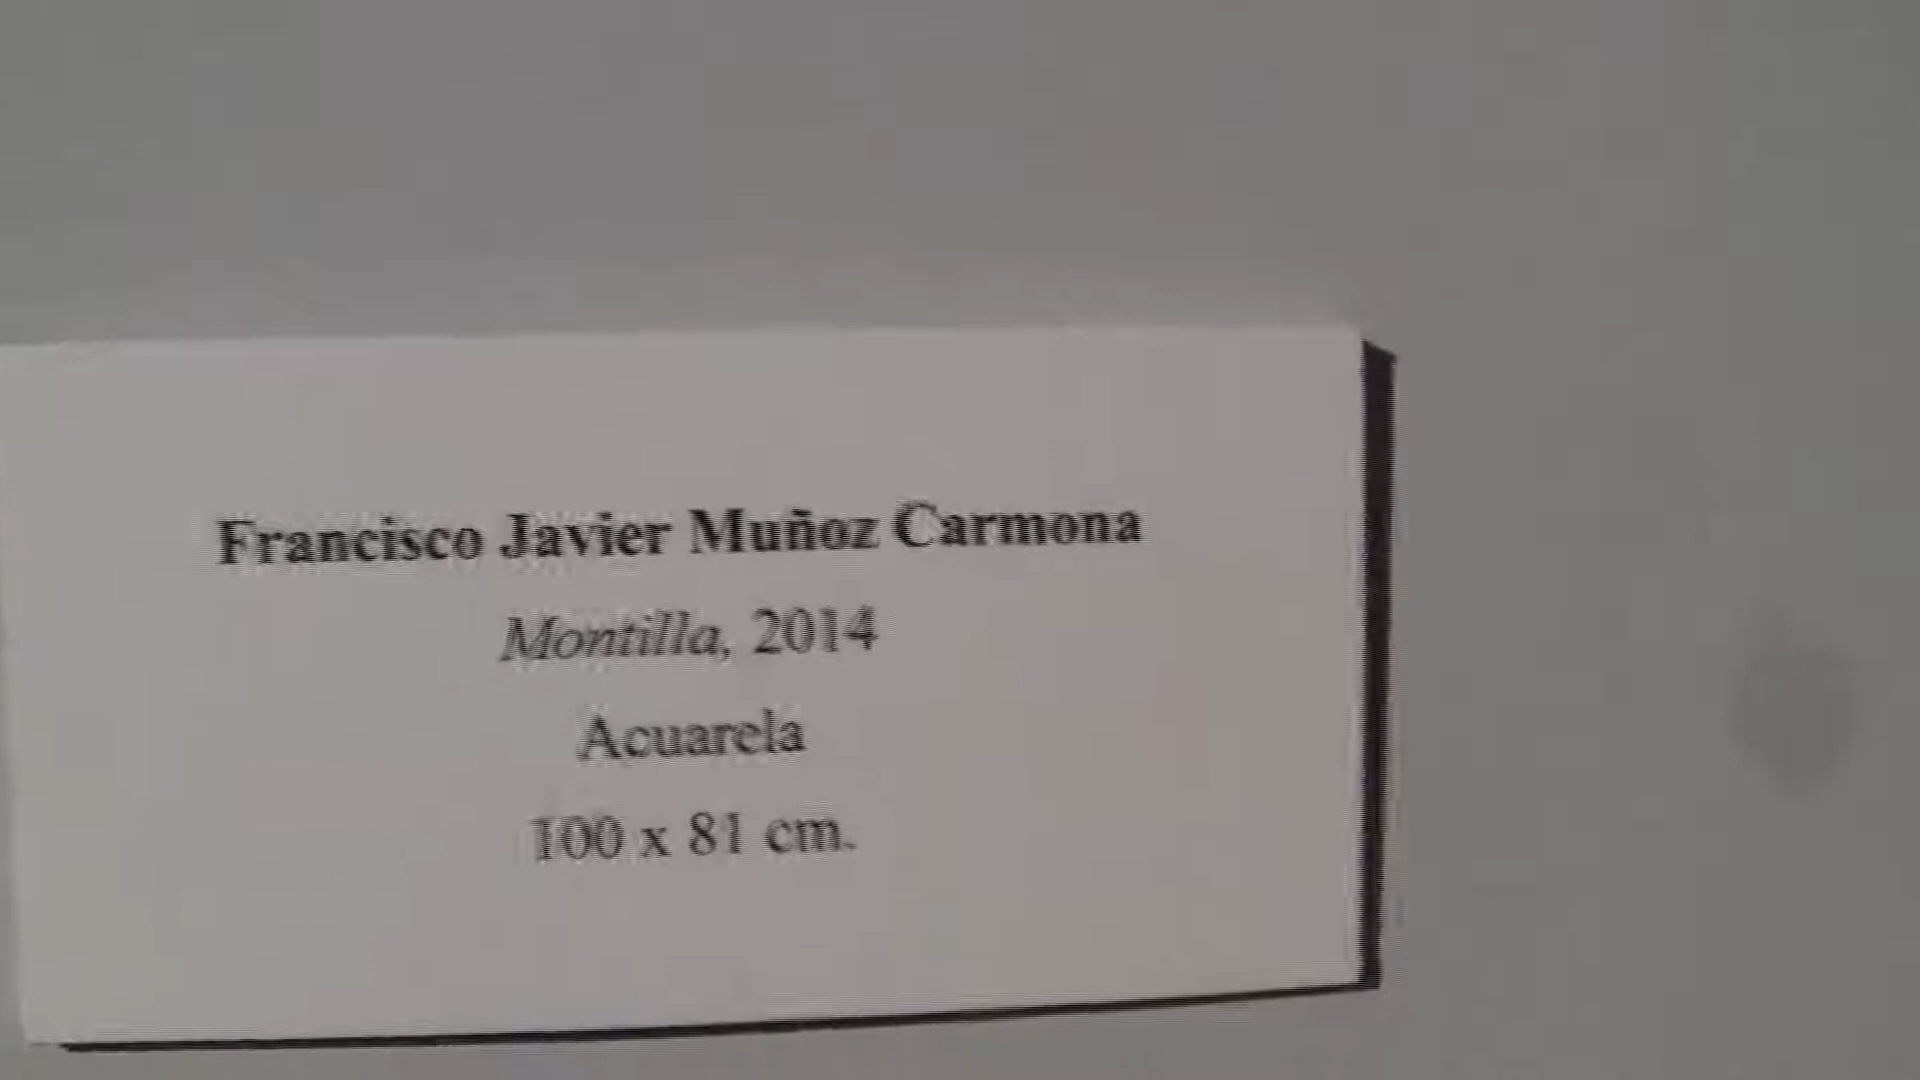 Francisco Javier Muñoz Carmona
Montilla, 2014
Acuarela
100 x 81 cm.